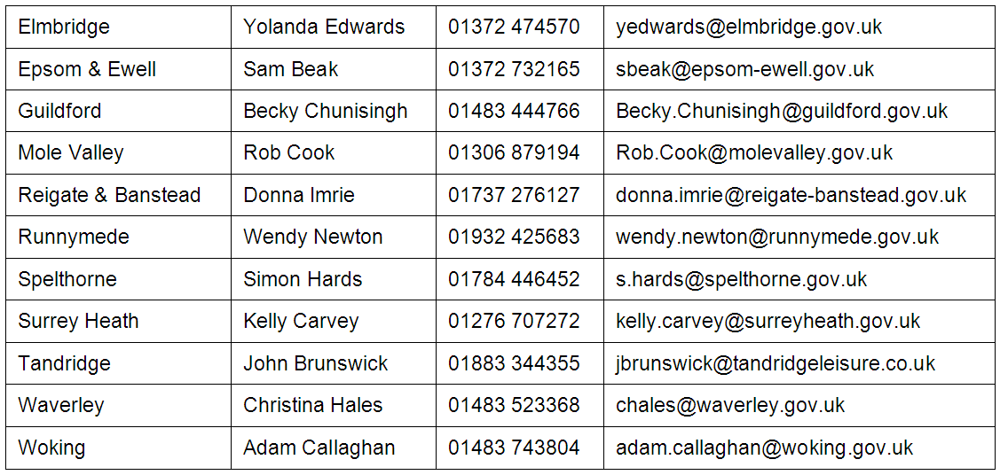 Elmbridge Yolanda Edwards 01372 474570 yedwards@elmbridge.gov.uk
Epsom & Ewell Sam Beak 01372 732165 sbeak@epsom-ewell.gov.uk
Guildford Becky Chunisingh 01483 444766 Becky.Chunisingh@guildford.gov.uk
Mole Valley Rob Cook 01306 879194 Rob.Cook@molevalley.gov.uk
Reigate & Banstead Donna Imrie 01737 276127 donna.imrie@reigate-banstead.gov.uk
Runnymede Wendy Newton 01932 425683 wendy.newton@runnymede.gov.uk
Spelthorne Simon Hards 01784 446452 s.hards@spelthorne.gov.uk
Surrey Heath Kelly Carvey 01276 707272 kelly.carvey@surreyheath.gov.uk
Tandridge John Brunswick 01883 344355 jbrunswick@tandridgeleisure.co.uk
Waverley Christina Hales 01483 523368 chales@waverley.gov.uk
Woking Adam Callaghan 01483 743804 adam.callaghan@woking.gov.uk